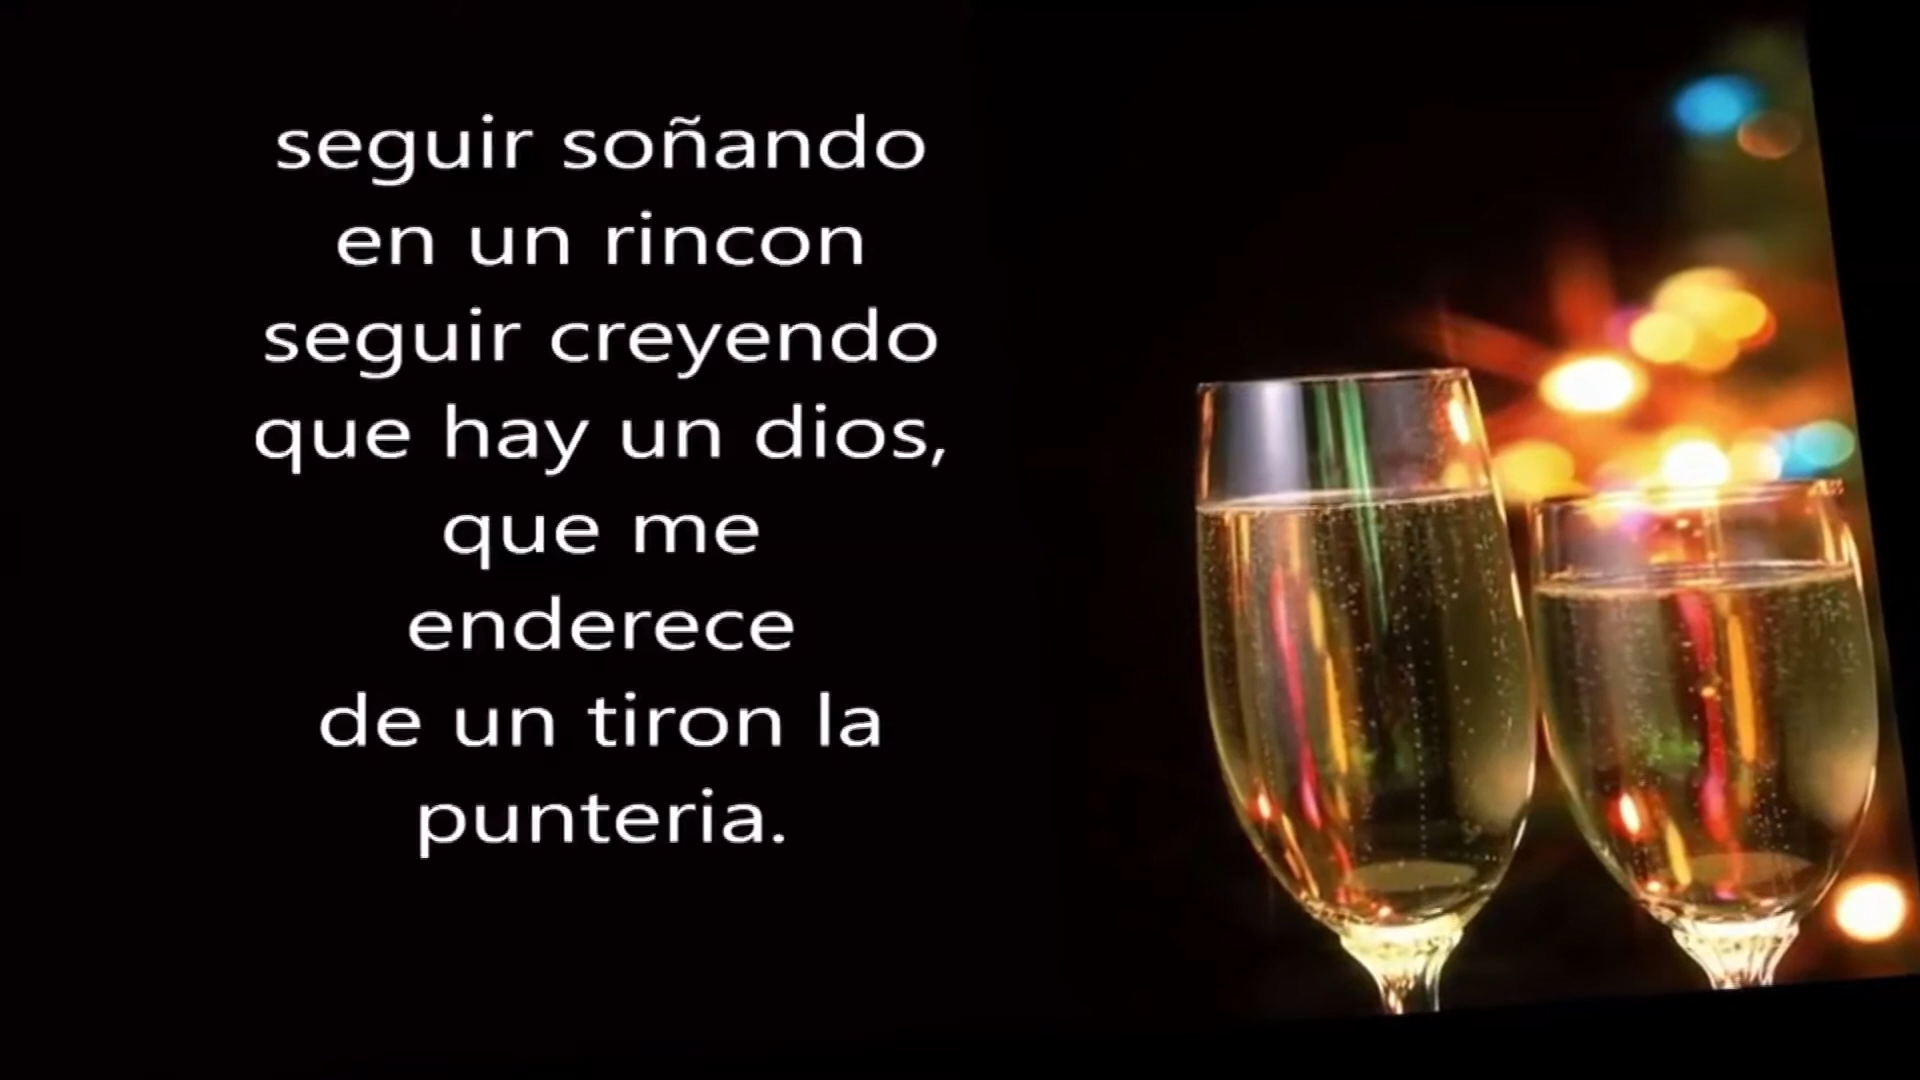 seguir soñando
en un rincon
seguir creyendo
que hay un dios,
que me
enderece
de un tiron la
punteria.